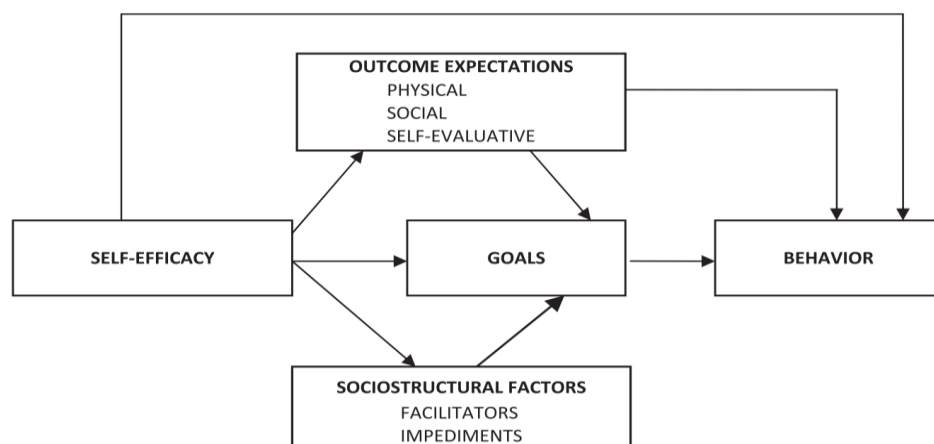 OUTCOME EXPECTATIONS
PHYSICAL
SOCIAL
SELF-EVALUATIVE
SELF-EFFICACY
GOALS
BEHAVIOR
SOCIOSTRUCTURAL FACTORS
FACILITATORS
IMPEDIMENTS